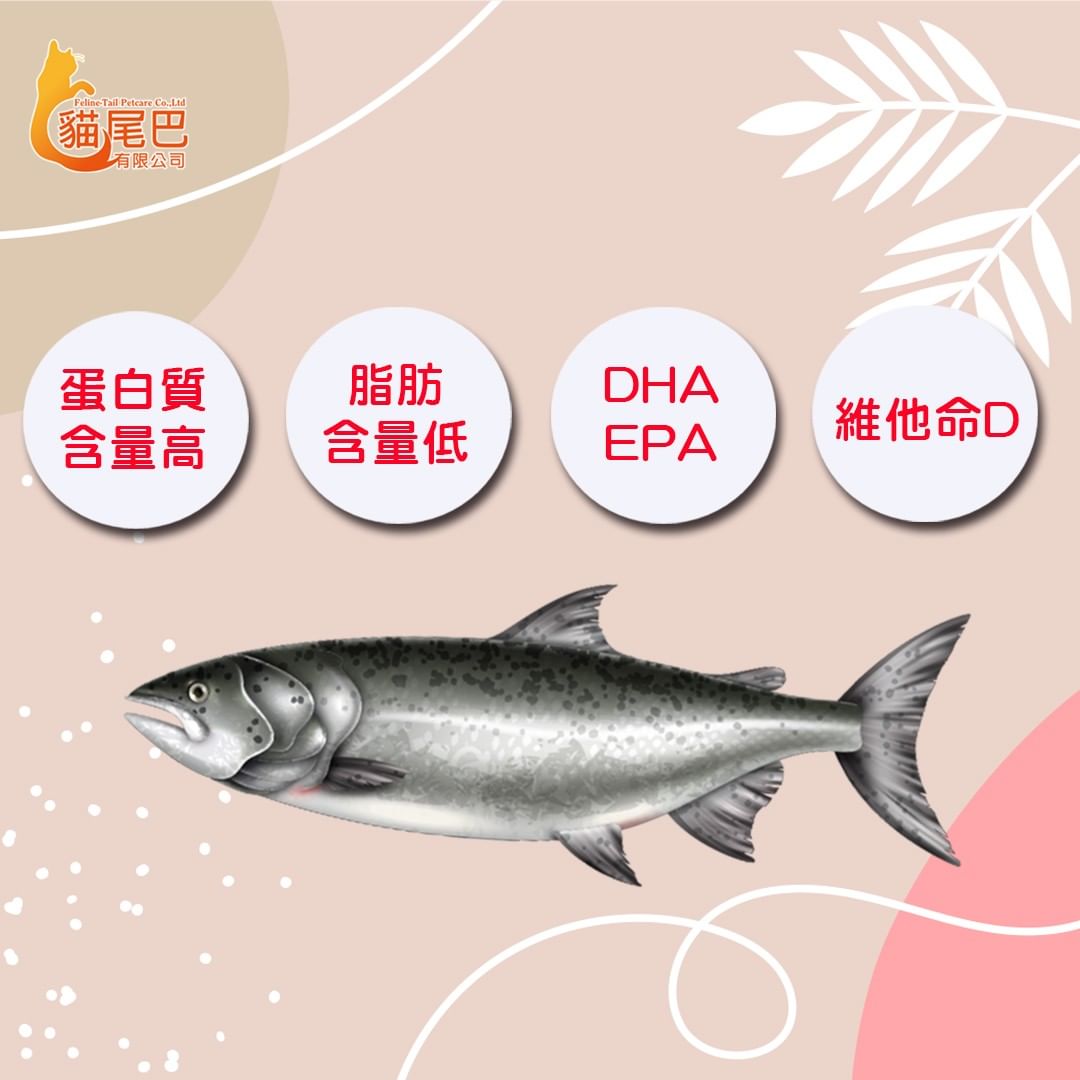 Feline-Tail Petcare Co.,Ltd
貓尾巴
有限公司
蛋白質
含量高
脂肪
含量低
DHA
EPA
維他命D